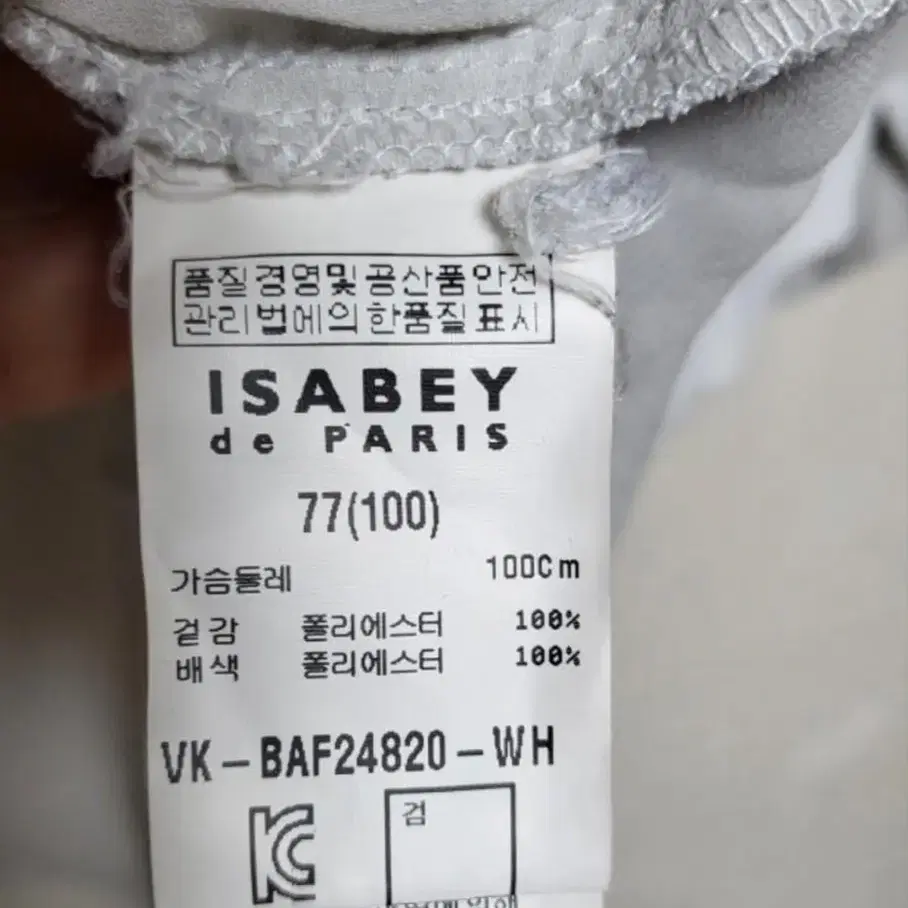 품질경영및공산품안전
관리법에의한품질표시
ISABEY
de PARIS
77(100)
가슴둘레 100Cm
겉감 폴리에스터 100%
배색 폴리에스터 100%
VK-BAF24820-WH
KC
검